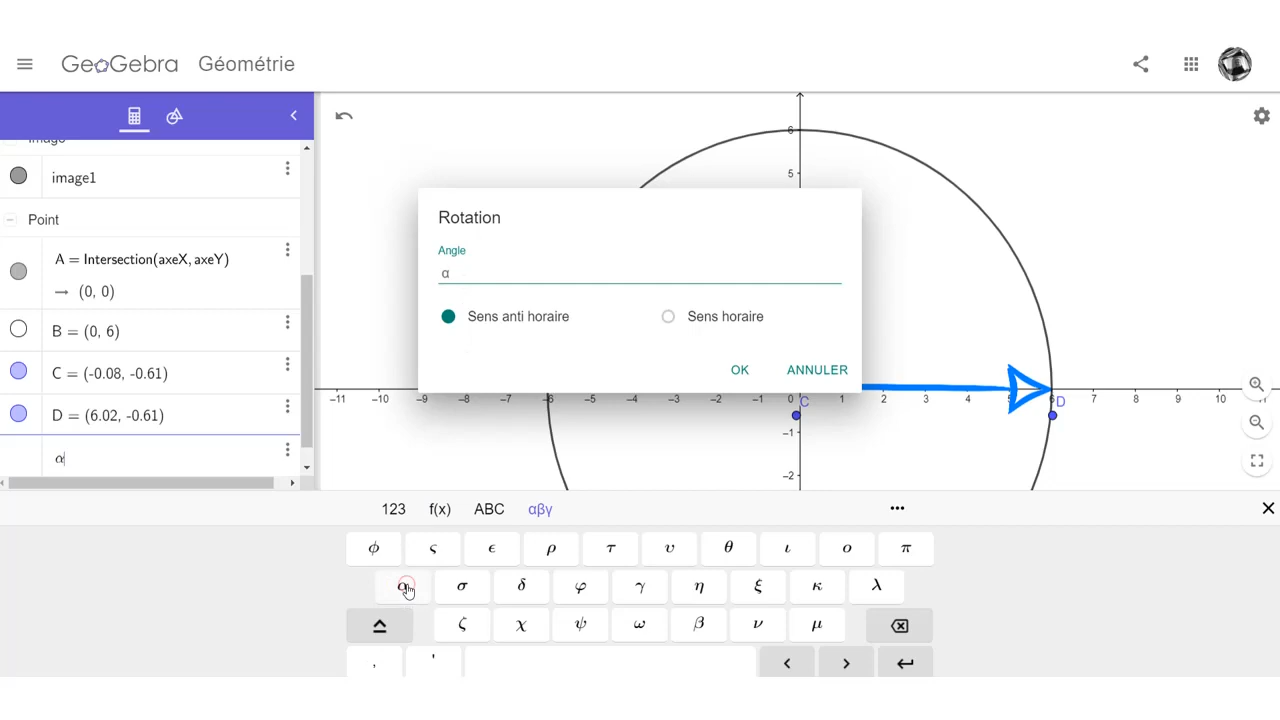 GeoGebra Géométrie
image1
Point
A = Intersection(axeX, axeY)
→ (0, 0)
B = (0, 6)
C = (-0.08, -0.61)
D = (6.02, -0.61)
α
6
5
Rotation
Angle
α
Sens anti horaire
Sens horaire
OK
ANNULER
−11 −10 −9 −8 −7 −6 −5 −4 −3 −2 −1 0 1 2 3 4 5 6 7 8 9 10 11
C
D
−1
−2
123 f(x) ABC αβγ •••
ϕ ς ϵ ρ τ υ θ ι ο π
α σ δ φ γ η ξ κ λ
ζ χ ψ ω β ν μ
, '